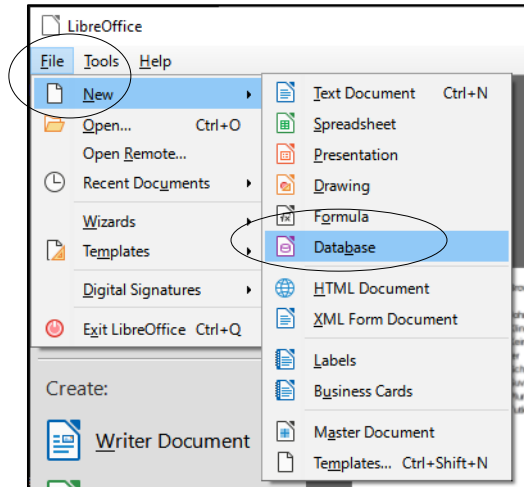 LibreOffice
File Tools Help
New
Open... Ctrl+O
Open Remote...
Recent Documents
Wizards
Templates
Digital Signatures
Exit LibreOffice Ctrl+Q
Text Document Ctrl+N
Spreadsheet
Presentation
Drawing
Formula
Database
HTML Document
XML Form Document
Labels
Business Cards
Master Document
Templates... Ctrl+Shift+N
Create:
Writer Document